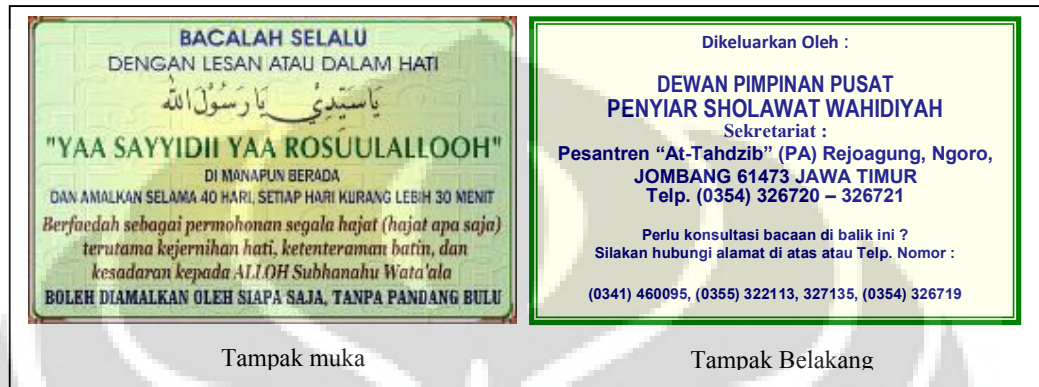 BACALAH SELALU
DENGAN LESAN ATAU DALAM HATI
يَاسَيِّدِيْ يَارَسُوْلَ اللّٰه
"YAA SAYYIDII YAA ROSUULALLOOH"
DI MANAPUN BERADA
DAN AMALKAN SELAMA 40 HARI, SETIAP HARI KURANG LEBIH 30 MENIT
Berfaedah sebagai permohonan segala hajat (hajat apa saja)
terutama kejernihan hati, ketenteraman batin, dan
kesadaran kepada ALLOH Subhanahu Wata'ala
BOLEH DIAMALKAN OLEH SIAPA SAJA, TANPA PANDANG BULU
Tampak muka
Dikeluarkan Oleh :
DEWAN PIMPINAN PUSAT
PENYIAR SHOLAWAT WAHIDIYAH
Sekretariat :
Pesantren “At-Tahdzib” (PA) Rejoagung, Ngoro,
JOMBANG 61473 JAWA TIMUR
Telp. (0354) 326720 – 326721
Perlu konsultasi bacaan di balik ini ?
Silakan hubungi alamat di atas atau Telp. Nomor :
(0341) 460095, (0355) 322113, 327135, (0354) 326719
Tampak Belakang